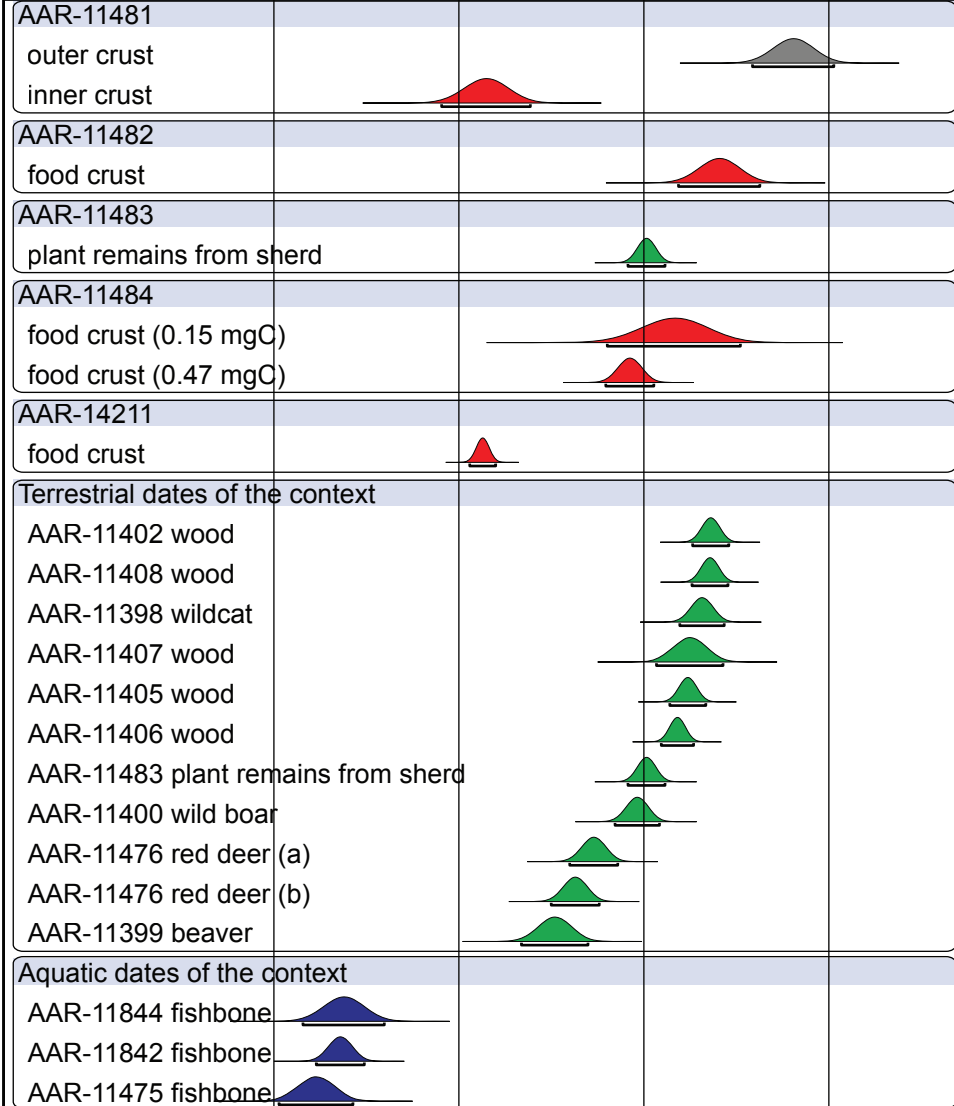 AAR-11481
outer crust
inner crust
AAR-11482
food crust
AAR-11483
plant remains from sherd
AAR-11484
food crust (0.15 mgC)
food crust (0.47 mgC)
AAR-14211
food crust
Terrestrial dates of the context
AAR-11402 wood
AAR-11408 wood
AAR-11398 wildcat
AAR-11407 wood
AAR-11405 wood
AAR-11406 wood
AAR-11483 plant remains from sherd
AAR-11400 wild boar
AAR-11476 red deer (a)
AAR-11476 red deer (b)
AAR-11399 beaver
Aquatic dates of the context
AAR-11844 fishbone
AAR-11842 fishbone
AAR-11475 fishbone